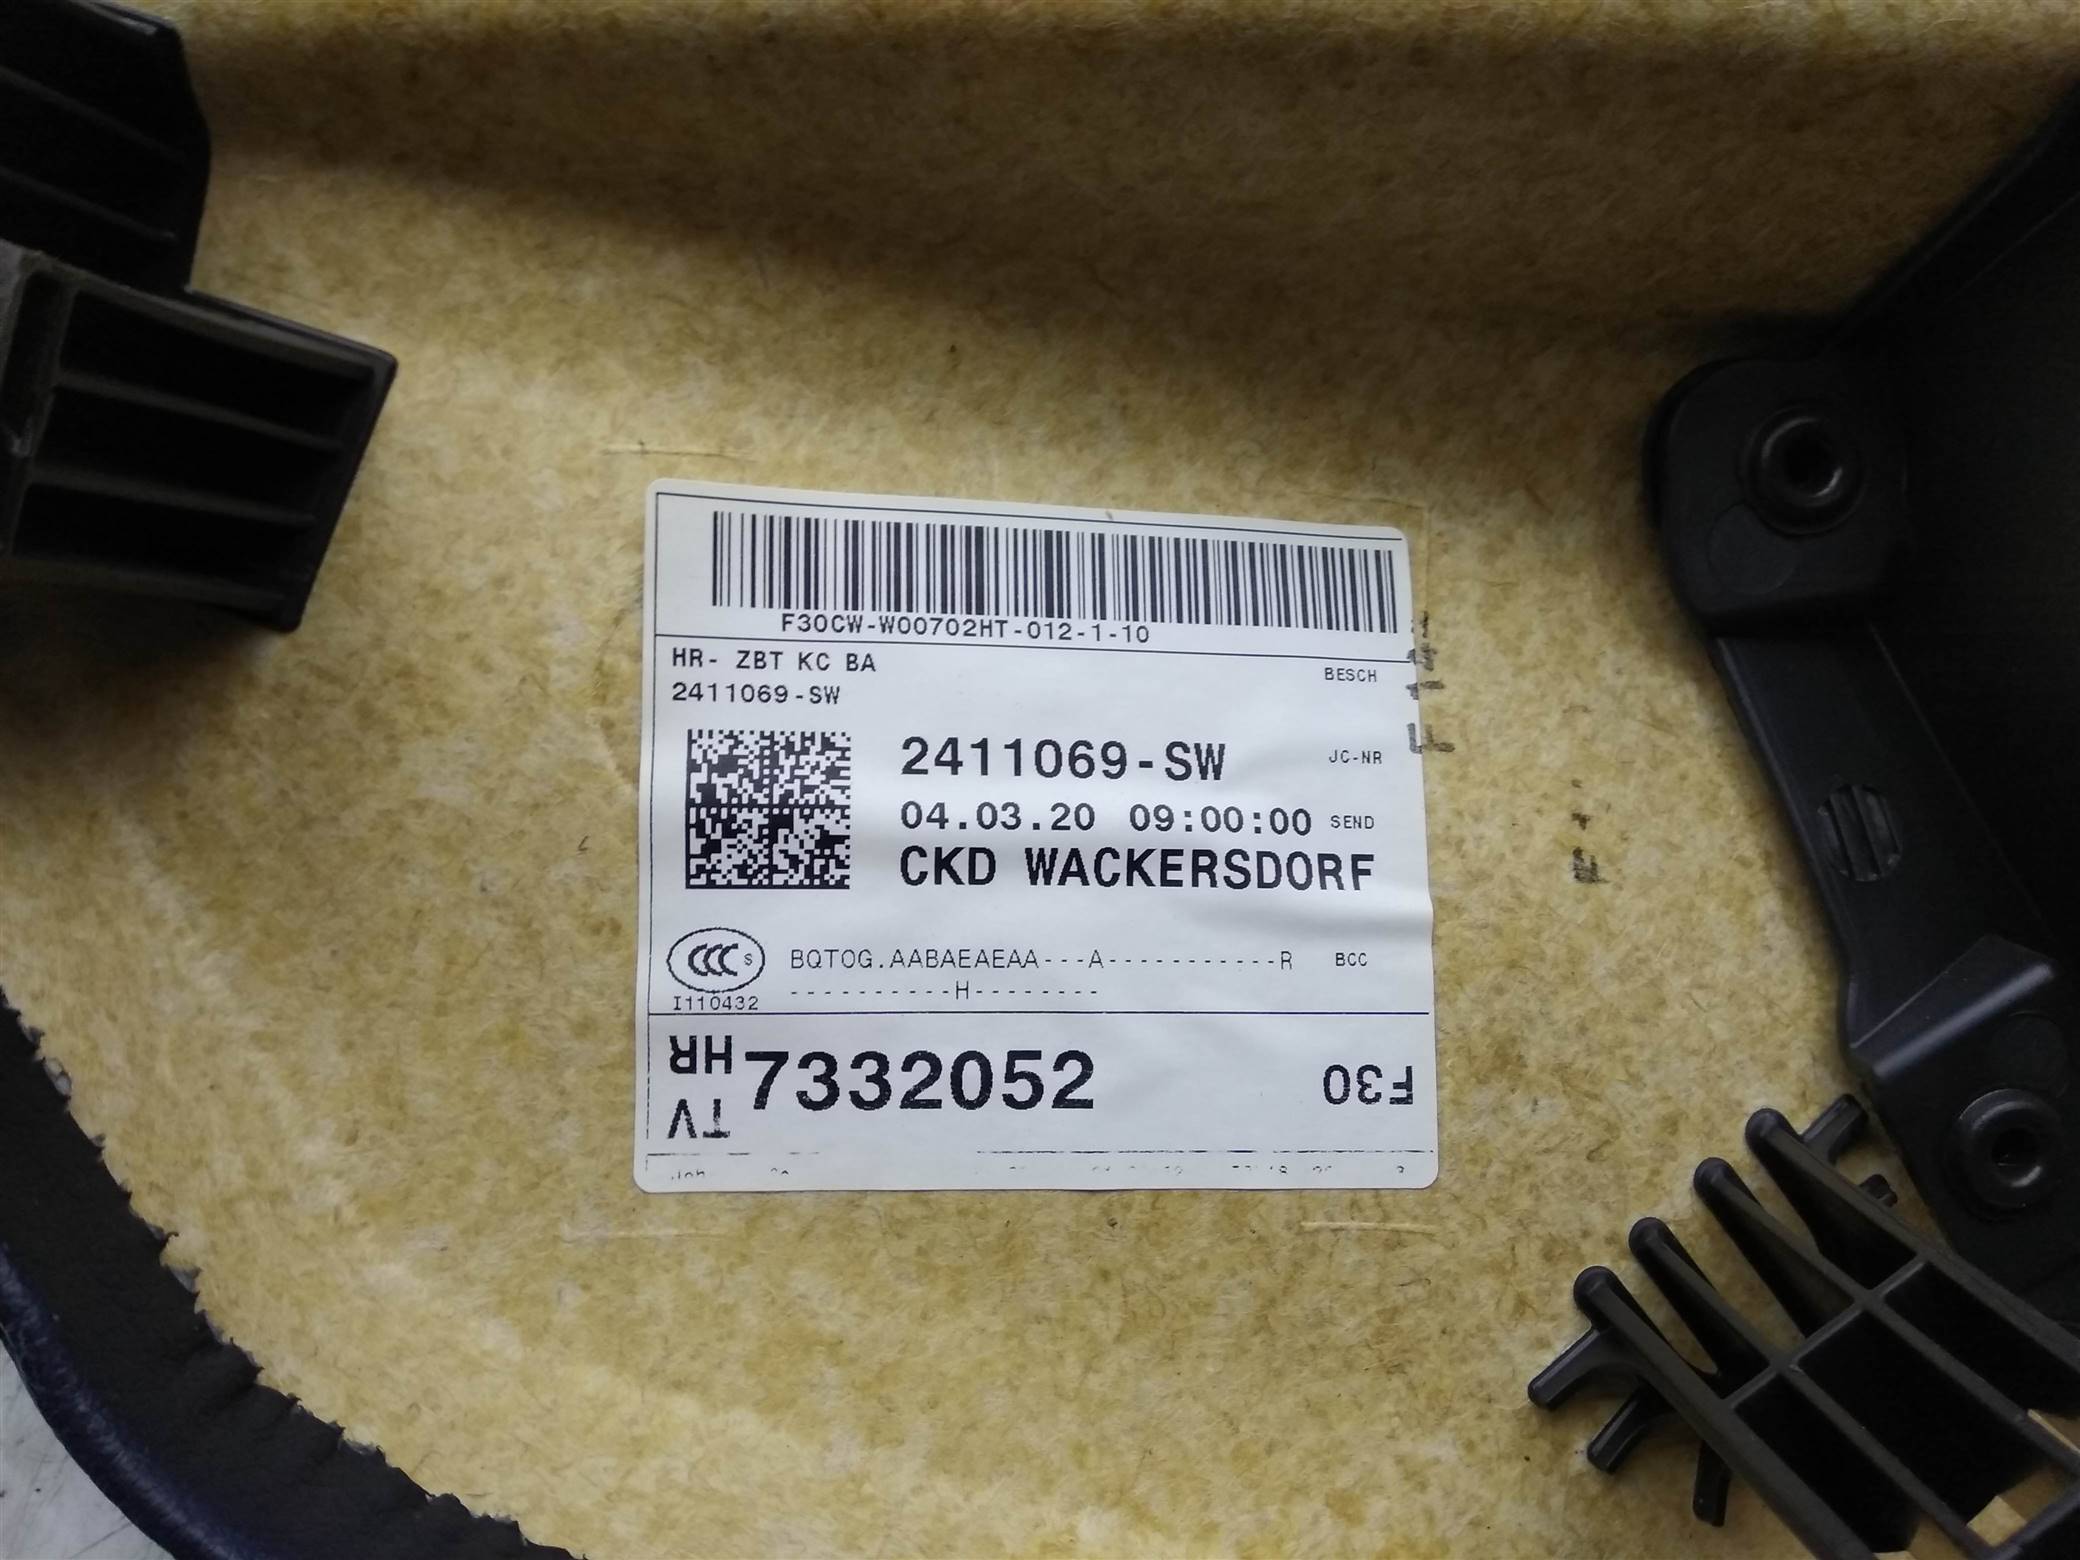 F30CW-W00702HT-012-1-10
HR- ZBT KC BA
BESCH
2411069-SW
2411069-SW JC-NR
04.03.20 09:00:00 SEND
CKD WACKERSDORF
CCC S
BQTOG.AABAEAEAA---A-----------R BCC
----------H--------
I110432
HR 7332052 F30
TV